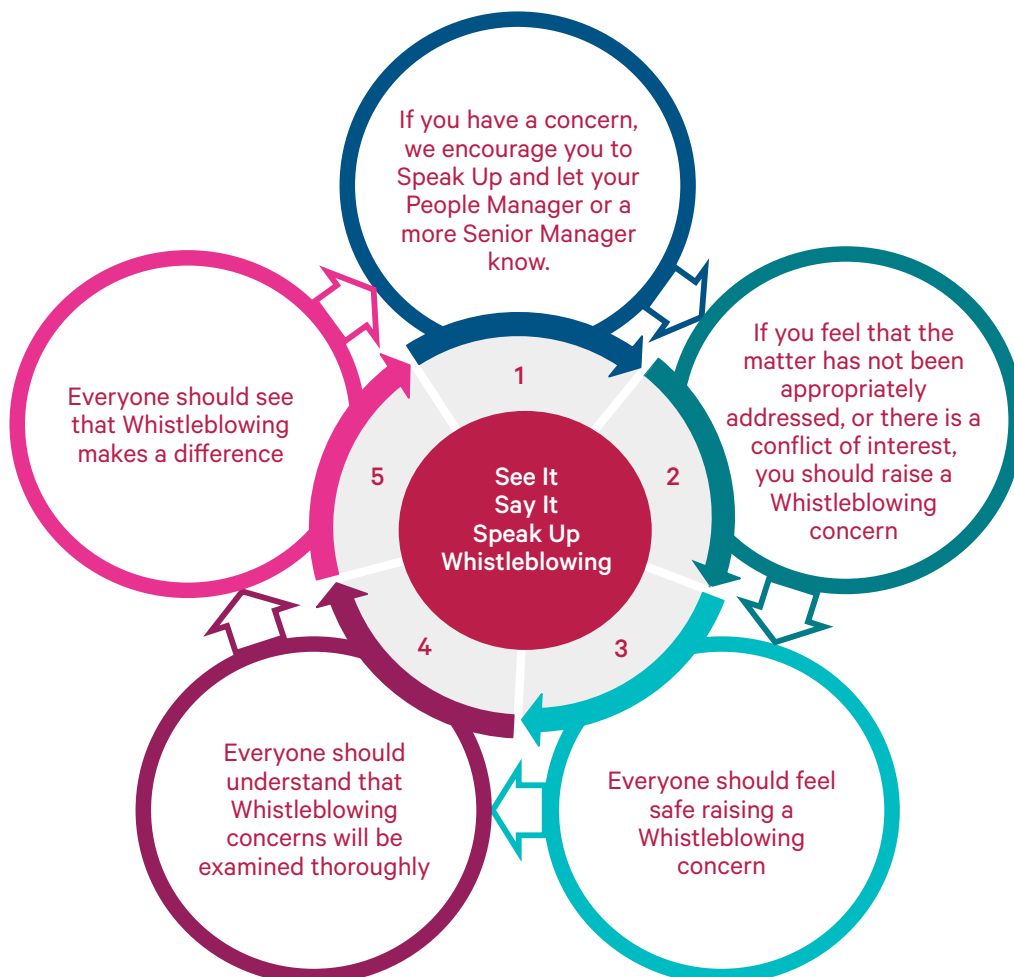 If you have a concern,
we encourage you to
Speak Up and let your
People Manager or a
more Senior Manager
know.
1
If you feel that the
matter has not been
appropriately
addressed, or there is a
conflict of interest,
you should raise a
Whistleblowing
concern
2
Everyone should feel
safe raising a
Whistleblowing
concern
3
Everyone should
understand that
Whistleblowing
concerns will be
examined thoroughly
4
Everyone should see
that Whistleblowing
makes a difference
5
See It
Say It
Speak Up
Whistleblowing